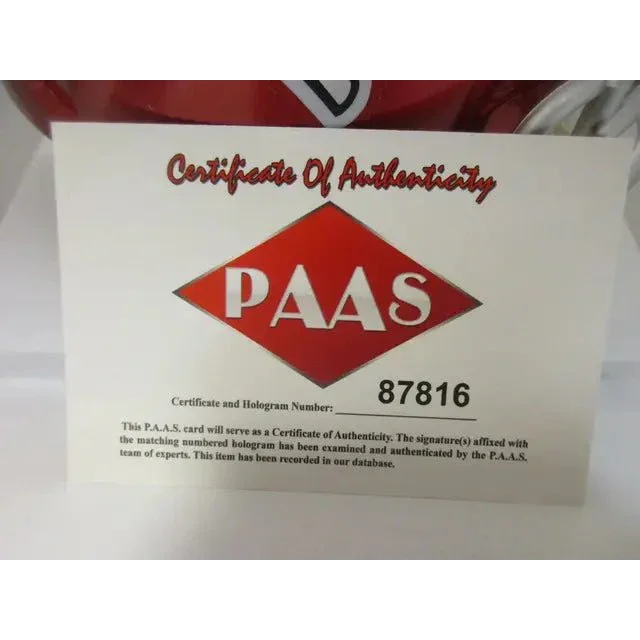 Certificate Of Authenticity
PAAS
Certificate and Hologram Number: 87816
This P.A.A.S. card will serve as a Certificate of Authenticity. The signature(s) affixed with
the matching numbered hologram has been examined and authenticated by the P.A.A.S.
team of experts. This item has been recorded in our database.